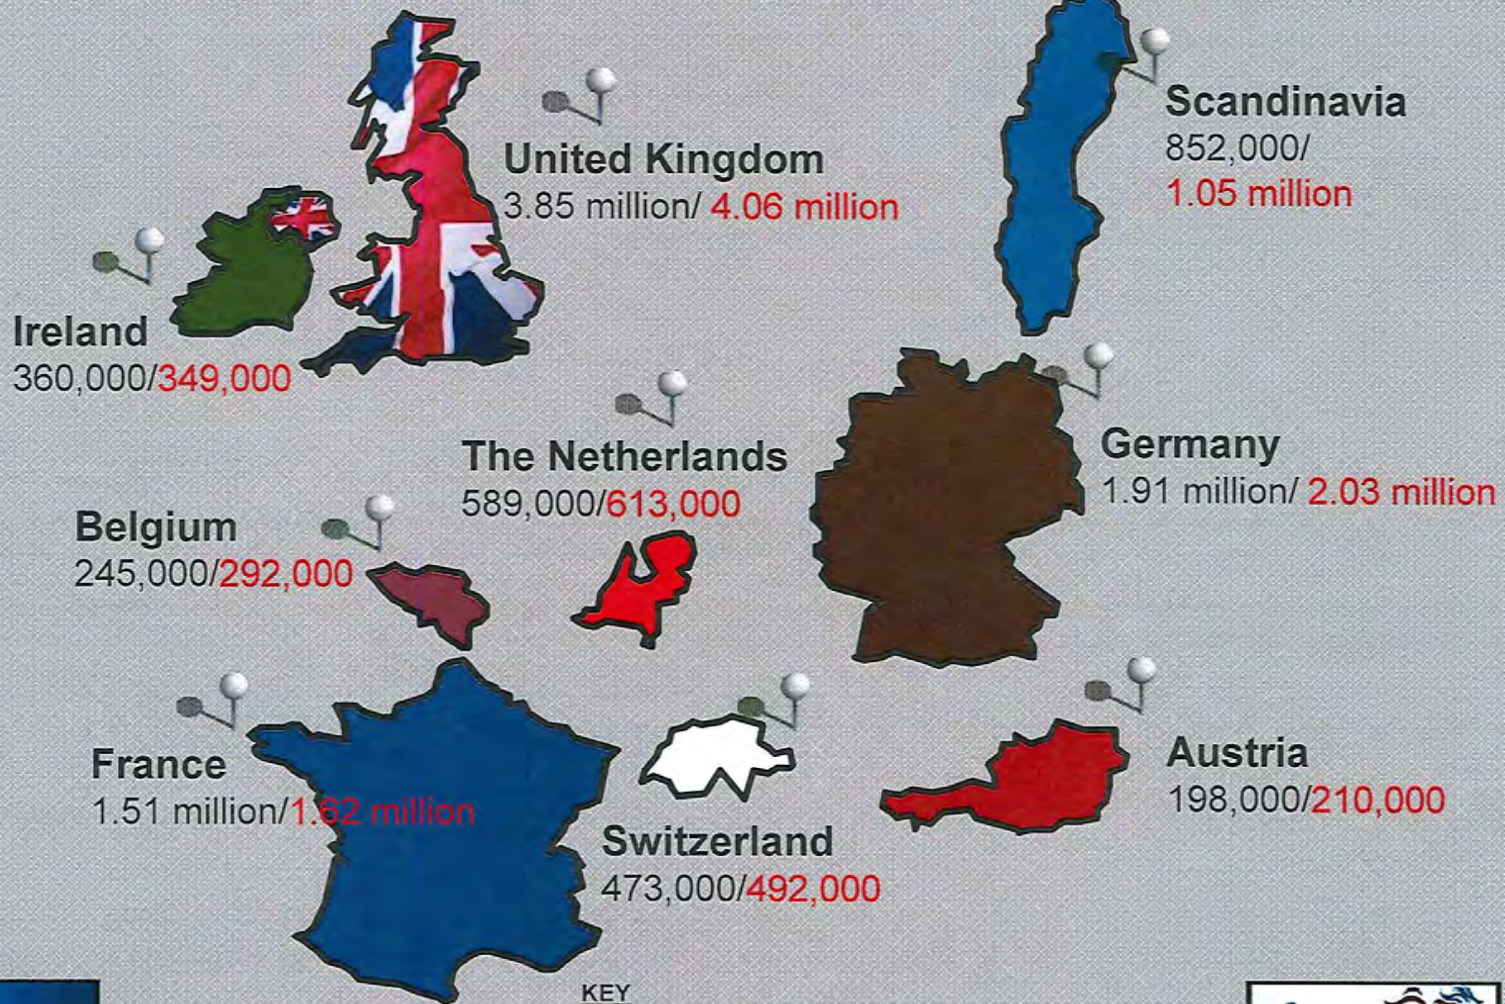 Scandinavia
852,000/
1.05 million
United Kingdom
3.85 million/ 4.06 million
Ireland
360,000/349,000
The Netherlands
589,000/613,000
Germany
1.91 million/ 2.03 million
Belgium
245,000/292,000
France
1.51 million/1.62 million
Switzerland
473,000/492,000
Austria
198,000/210,000
KEY